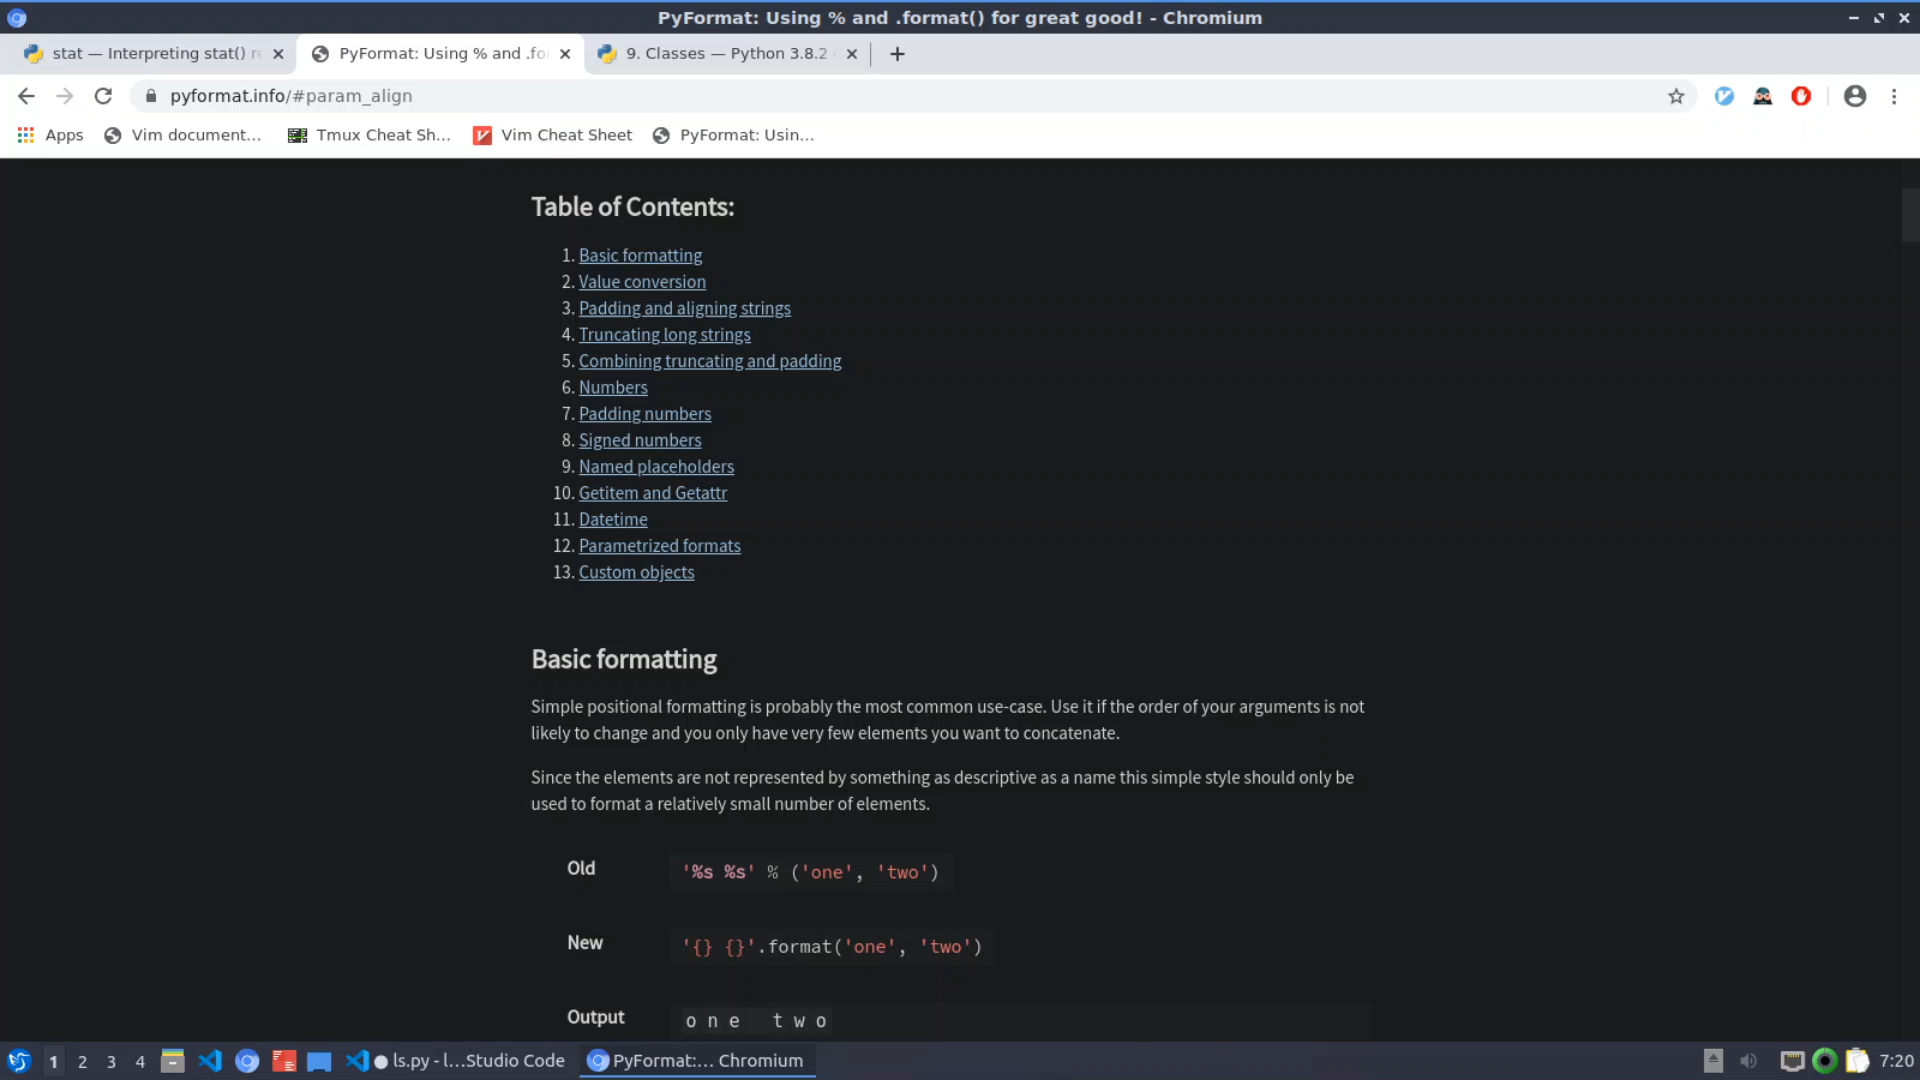 PyFormat: Using % and .format() for great good! - Chromium
stat — Interpreting stat() re
PyFormat: Using % and .fo
9. Classes — Python 3.8.2
pyformat.info/#param_align
Apps
Vim document...
Tmux Cheat Sh...
Vim Cheat Sheet
PyFormat: Usin...
Table of Contents:
1. Basic formatting
2. Value conversion
3. Padding and aligning strings
4. Truncating long strings
5. Combining truncating and padding
6. Numbers
7. Padding numbers
8. Signed numbers
9. Named placeholders
10. Getitem and Getattr
11. Datetime
12. Parametrized formats
13. Custom objects
Basic formatting
Simple positional formatting is probably the most common use-case. Use it if the order of your arguments is not
likely to change and you only have very few elements you want to concatenate.
Since the elements are not represented by something as descriptive as a name this simple style should only be
used to format a relatively small number of elements.
Old
'%s %s' % ('one', 'two')
New
'{} {}'.format('one', 'two')
Output
one two
1 2 3 4
ls.py - l...Studio Code
PyFormat:... Chromium
7:20